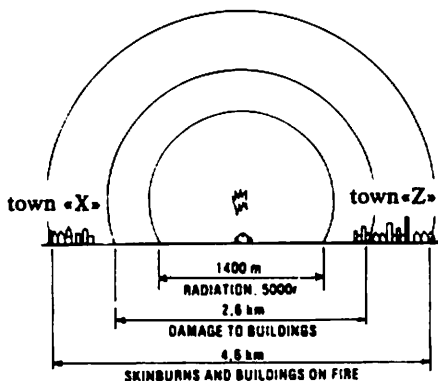 town «X»
town «Z»
1400 m
RADIATION. 5000r
2,6 km
DAMAGE TO BUILDINGS
4,6 km
SKINBURNS AND BUILDINGS ON FIRE